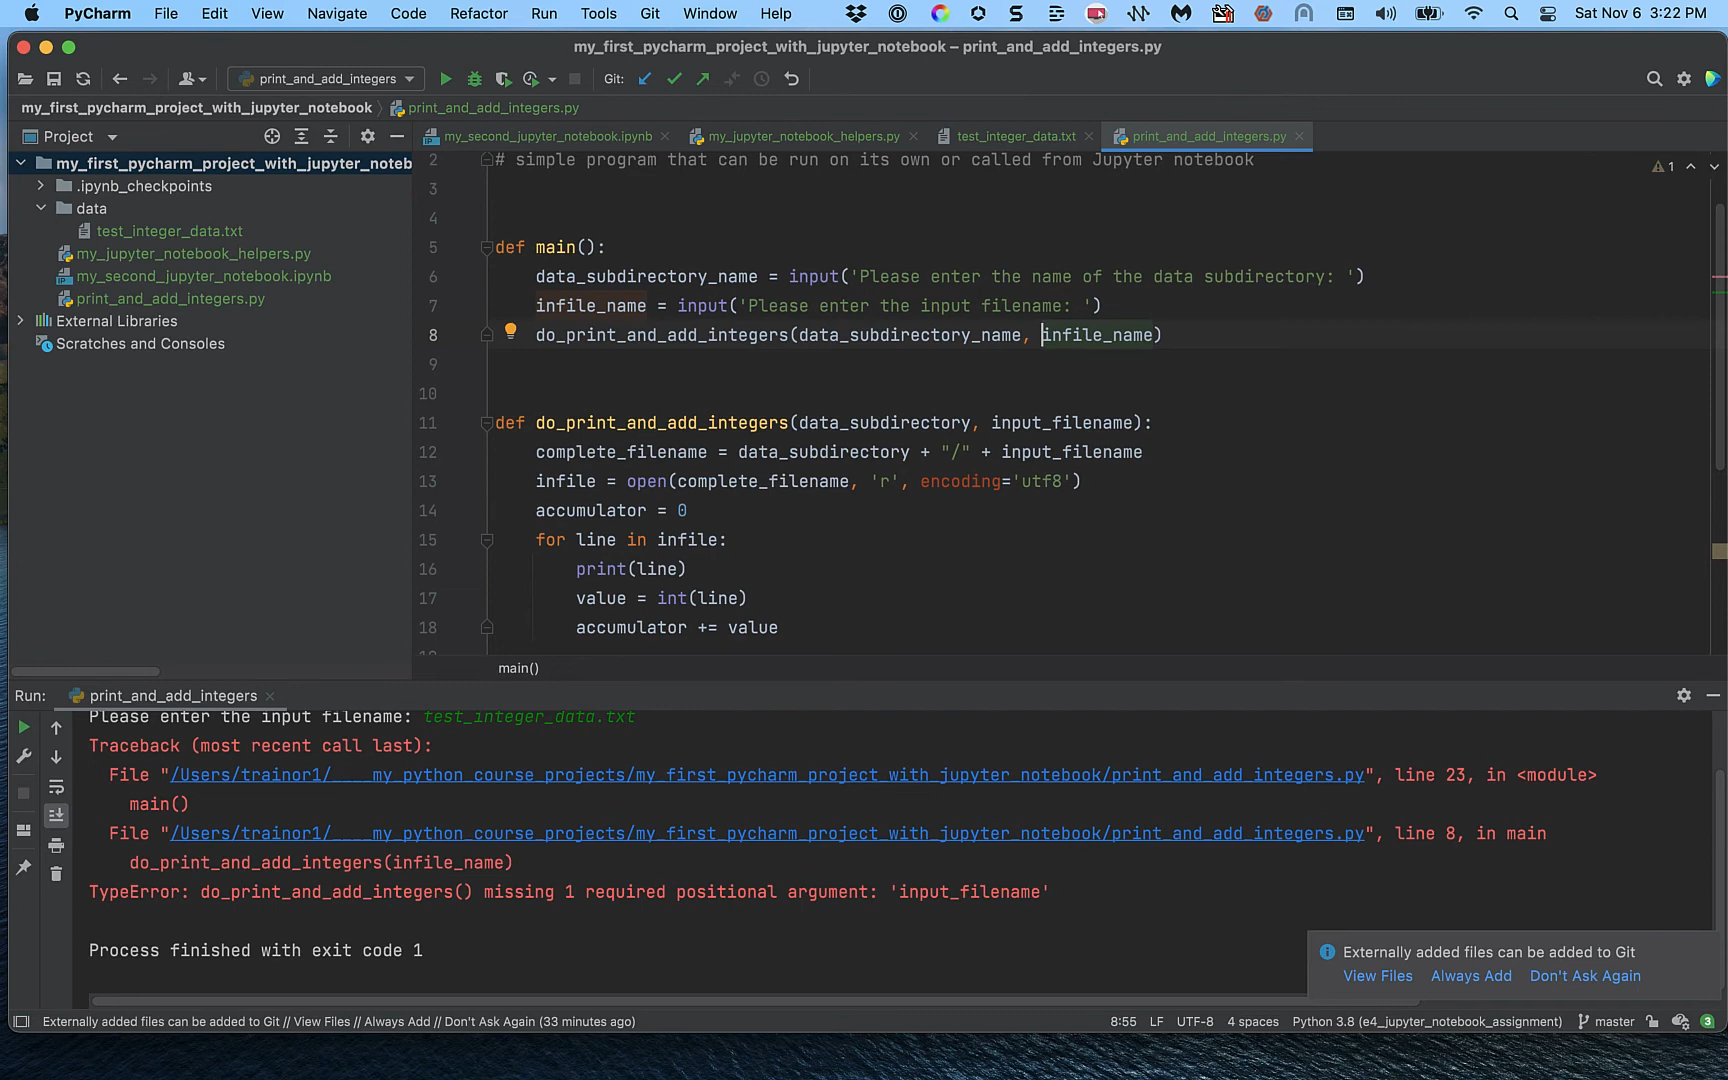 PyCharm File Edit View Navigate Code Refactor Run Tools Git Window Help Sat Nov 6 3:22 PM
my_first_pycharm_project_with_jupyter_notebook – print_and_add_integers.py
print_and_add_integers Git:
my_first_pycharm_project_with_jupyter_notebook print_and_add_integers.py
Project my_second_jupyter_notebook.ipynb my_jupyter_notebook_helpers.py test_integer_data.txt print_and_add_integers.py
my_first_pycharm_project_with_jupyter_noteb
.ipynb_checkpoints
data
test_integer_data.txt
my_jupyter_notebook_helpers.py
my_second_jupyter_notebook.ipynb
print_and_add_integers.py
External Libraries
Scratches and Consoles
1
2 # simple program that can be run on its own or called from Jupyter notebook
3
4
5 def main():
6 data_subdirectory_name = input('Please enter the name of the data subdirectory: ')
7 infile_name = input('Please enter the input filename: ')
8 do_print_and_add_integers(data_subdirectory_name, infile_name)
9
10
11 def do_print_and_add_integers(data_subdirectory, input_filename):
12 complete_filename = data_subdirectory + "/" + input_filename
13 infile = open(complete_filename, 'r', encoding='utf8')
14 accumulator = 0
15 for line in infile:
16 print(line)
17 value = int(line)
18 accumulator += value
main()
Run: print_and_add_integers
Please enter the input filename: test_integer_data.txt
Traceback (most recent call last):
File "/Users/trainor1/____my_python_course_projects/my_first_pycharm_project_with_jupyter_notebook/print_and_add_integers.py", line 23, in <module>
main()
File "/Users/trainor1/____my_python_course_projects/my_first_pycharm_project_with_jupyter_notebook/print_and_add_integers.py", line 8, in main
do_print_and_add_integers(infile_name)
TypeError: do_print_and_add_integers() missing 1 required positional argument: 'input_filename'
Process finished with exit code 1
Externally added files can be added to Git
View Files Always Add Don't Ask Again
Externally added files can be added to Git // View Files // Always Add // Don't Ask Again (33 minutes ago) 8:55 LF UTF-8 4 spaces Python 3.8 (e4_jupyter_notebook_assignment) master 3